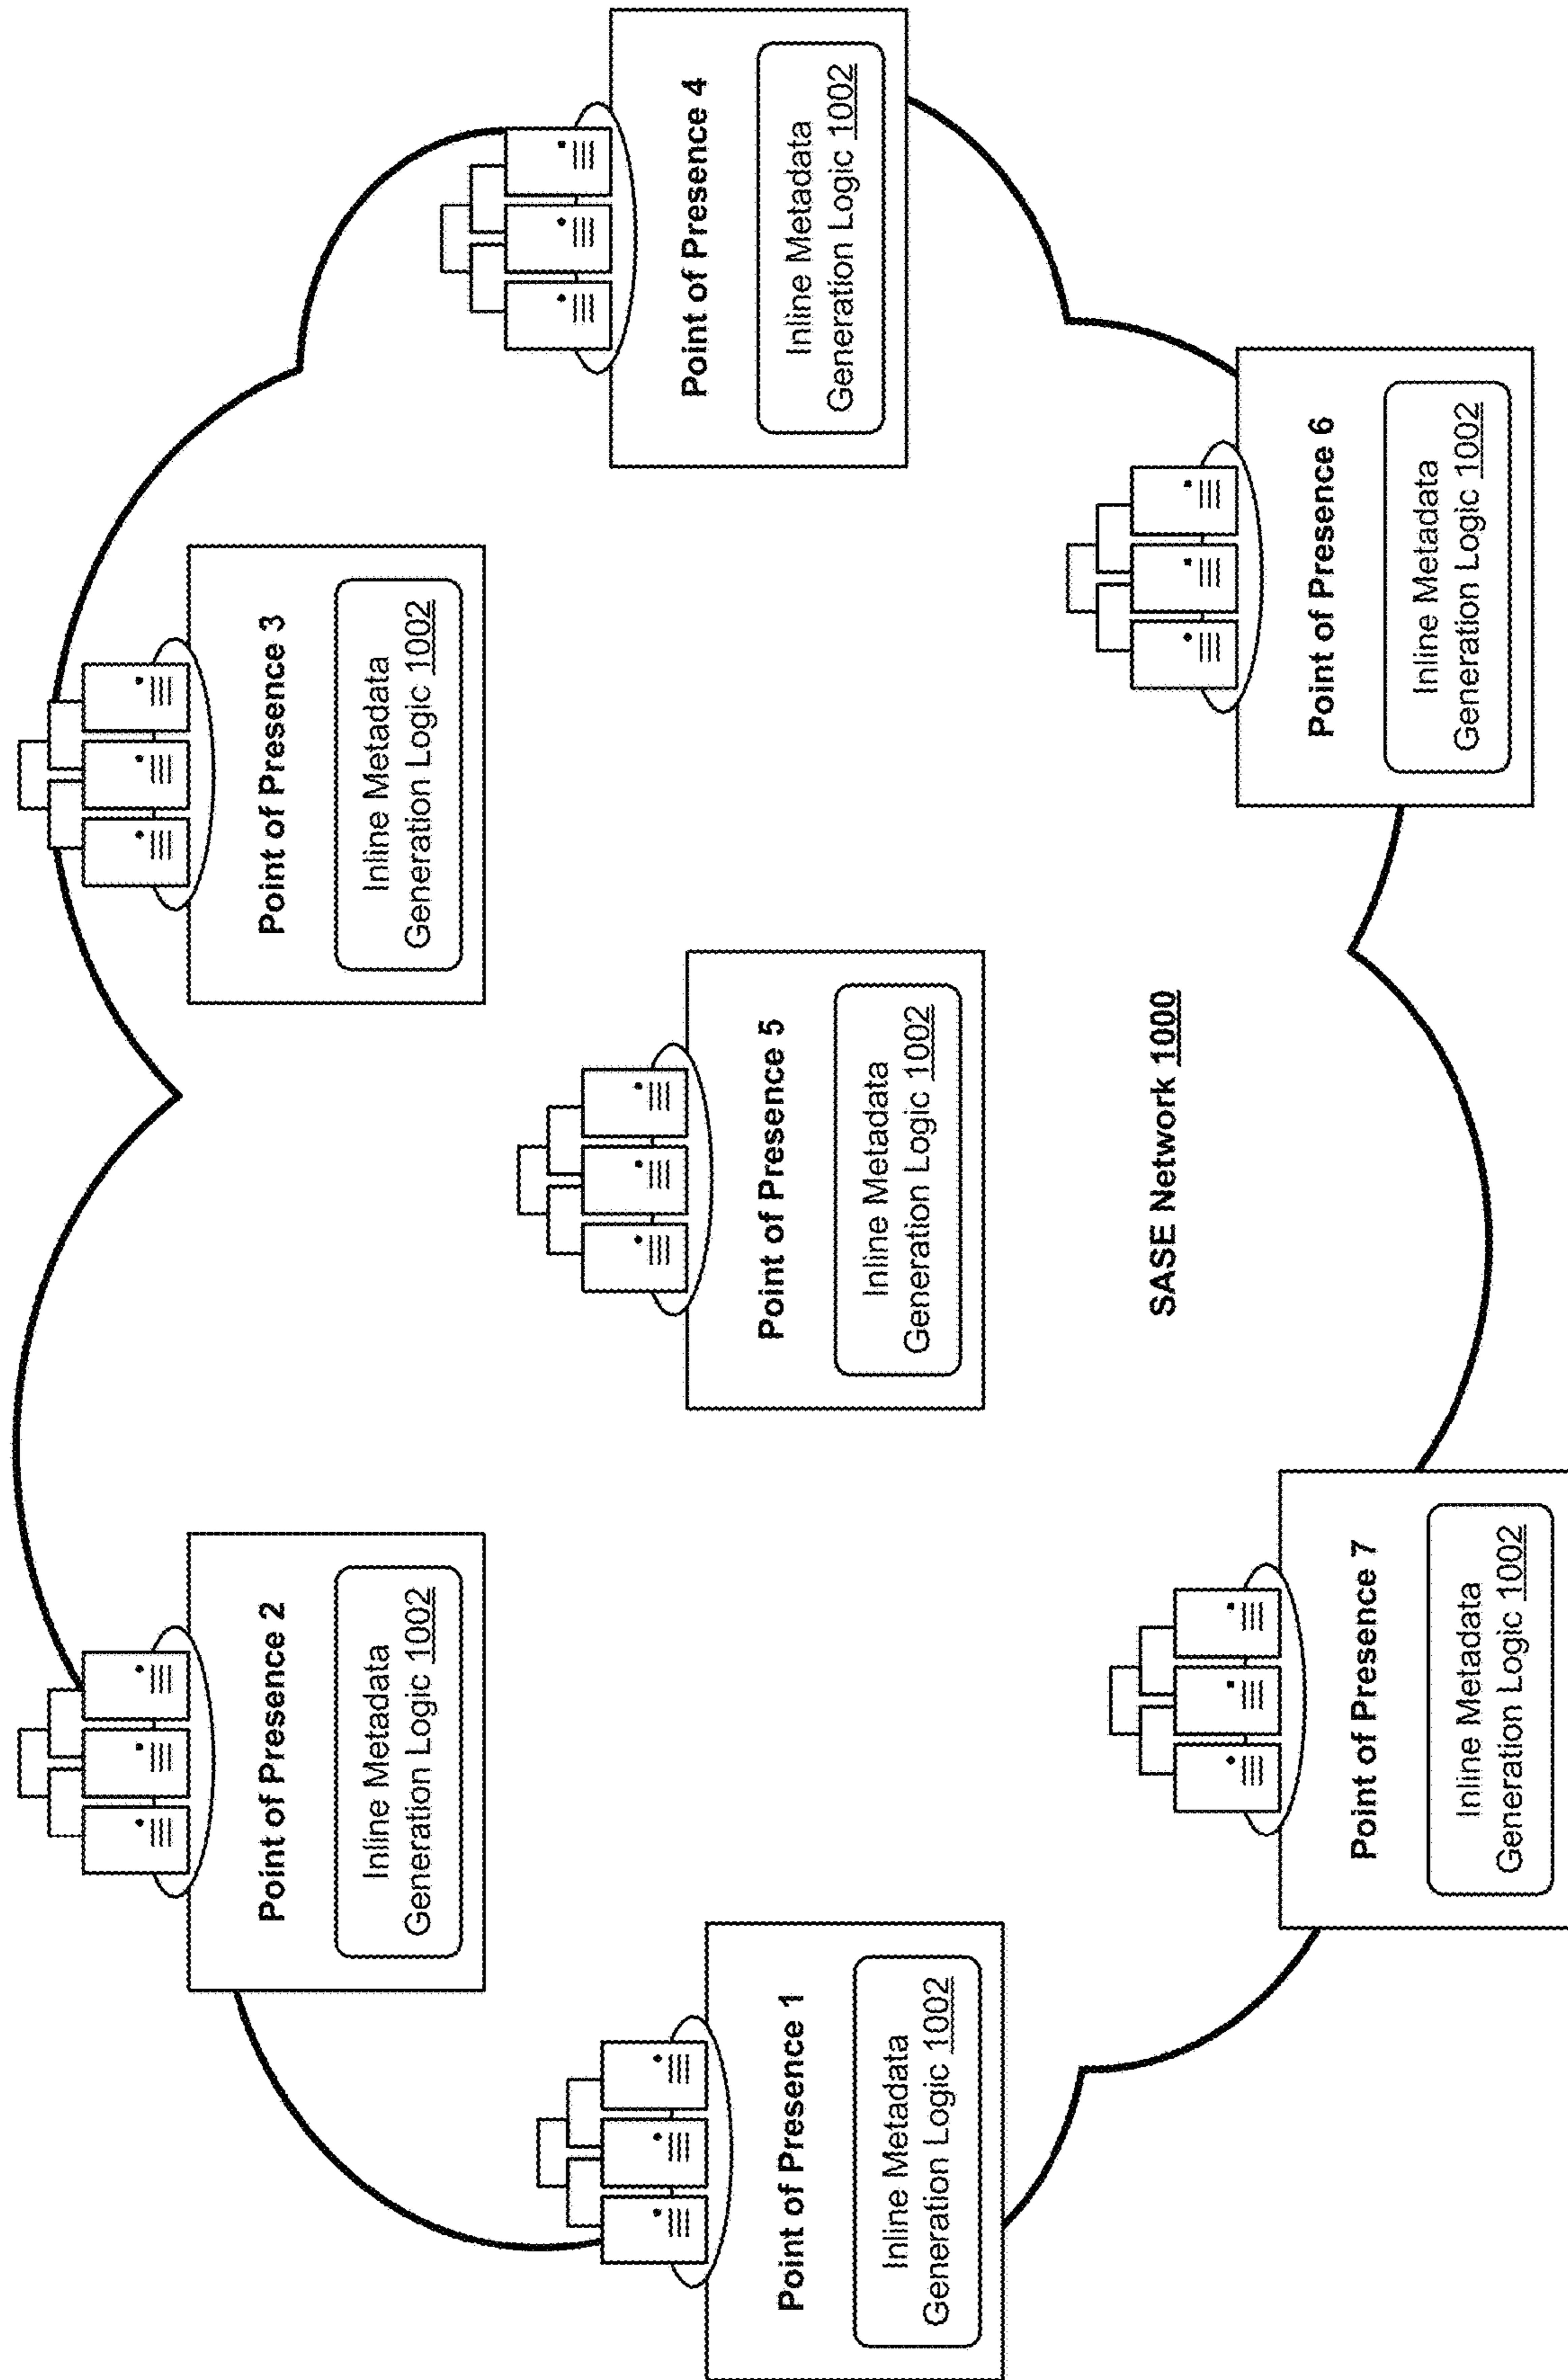 Point of Presence 2
Inline Metadata
Generation Logic 1002
Point of Presence 3
Inline Metadata
Generation Logic 1002
Point of Presence 4
Inline Metadata
Generation Logic 1002
Point of Presence 1
Inline Metadata
Generation Logic 1002
Point of Presence 5
Inline Metadata
Generation Logic 1002
SASE Network 1000
Point of Presence 7
Inline Metadata
Generation Logic 1002
Point of Presence 6
Inline Metadata
Generation Logic 1002